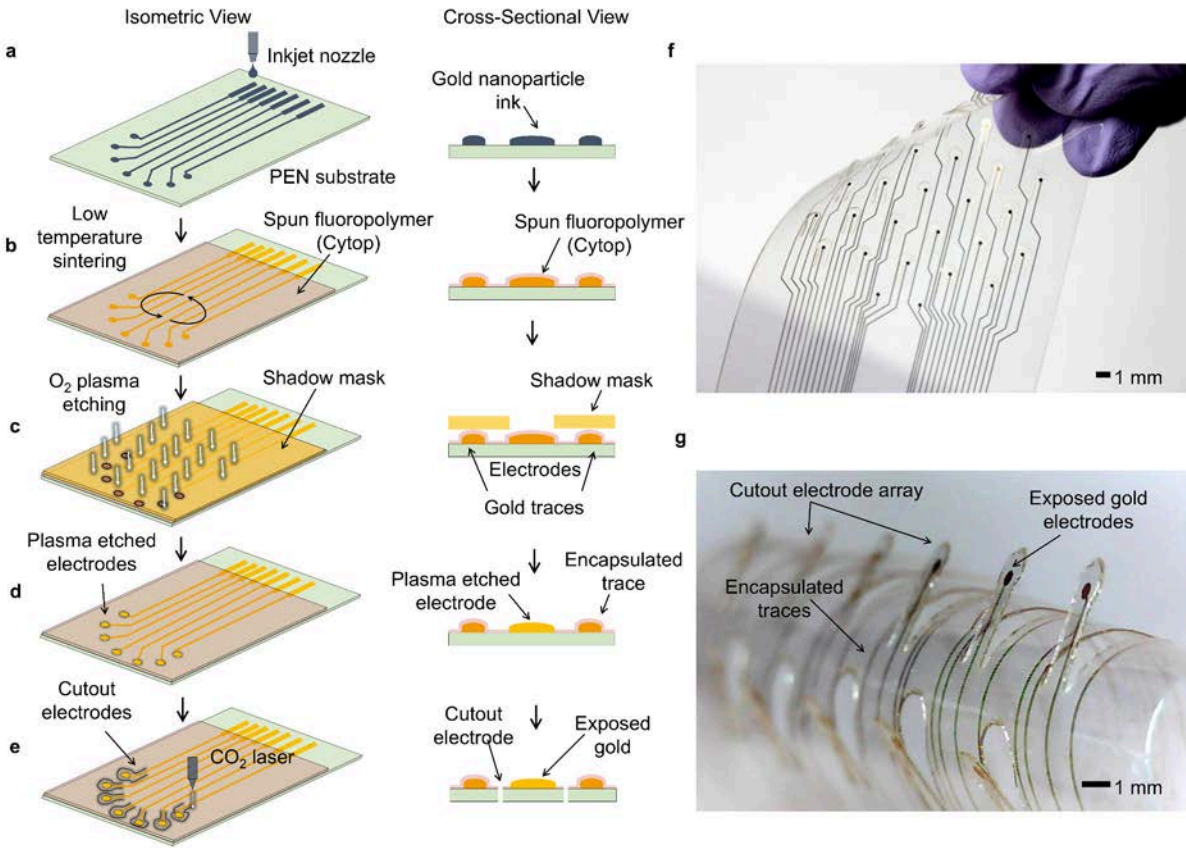 Isometric View
Cross-Sectional View
a
Inkjet nozzle
Gold nanoparticle
ink
PEN substrate
b
Low
temperature
sintering
Spun fluoropolymer
(Cytop)
Spun fluoropolymer
(Cytop)
c
O₂ plasma
etching
Shadow mask
Shadow mask
Electrodes
Gold traces
d
Plasma etched
electrodes
Plasma etched
electrode
Encapsulated
trace
e
Cutout
electrodes
CO₂ laser
Cutout
electrode
Exposed
gold
f
1 mm
g
Cutout electrode array
Exposed gold
electrodes
Encapsulated
traces
1 mm